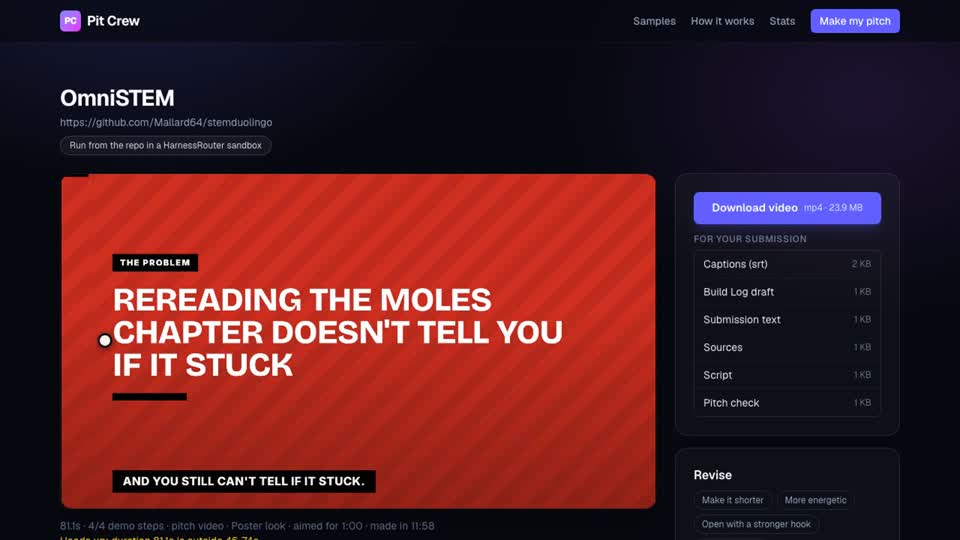 PC Pit Crew
Samples How it works Stats Make my pitch
OmniSTEM
https://github.com/Mallard64/stemduolingo
Run from the repo in a HarnessRouter sandbox
THE PROBLEM
REREADING THE MOLES
CHAPTER DOESN'T TELL YOU
IF IT STUCK
AND YOU STILL CAN'T TELL IF IT STUCK.
81.1s · 4/4 demo steps · pitch video · Poster look · aimed for 1:00 · made in 11:58
Download video mp4 · 23.9 MB
FOR YOUR SUBMISSION
Captions (srt) 2 KB
Build Log draft 1 KB
Submission text 1 KB
Sources 1 KB
Script 1 KB
Pitch check 1 KB
Revise
Make it shorter More energetic
Open with a stronger hook